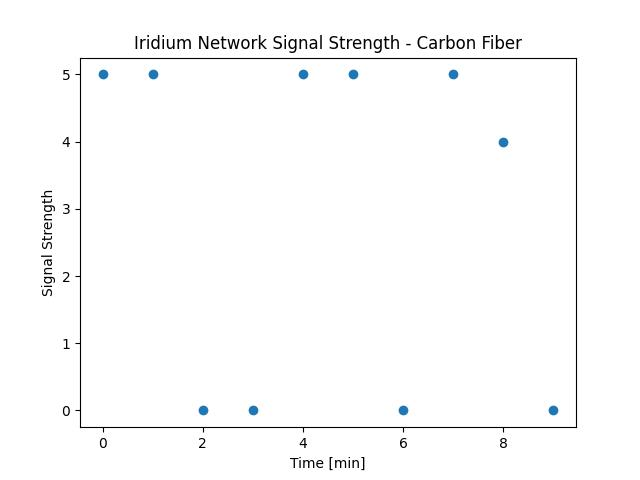 Iridium Network Signal Strength - Carbon Fiber
5
4
3
2
1
0
Signal Strength
0 2 4 6 8
Time [min]